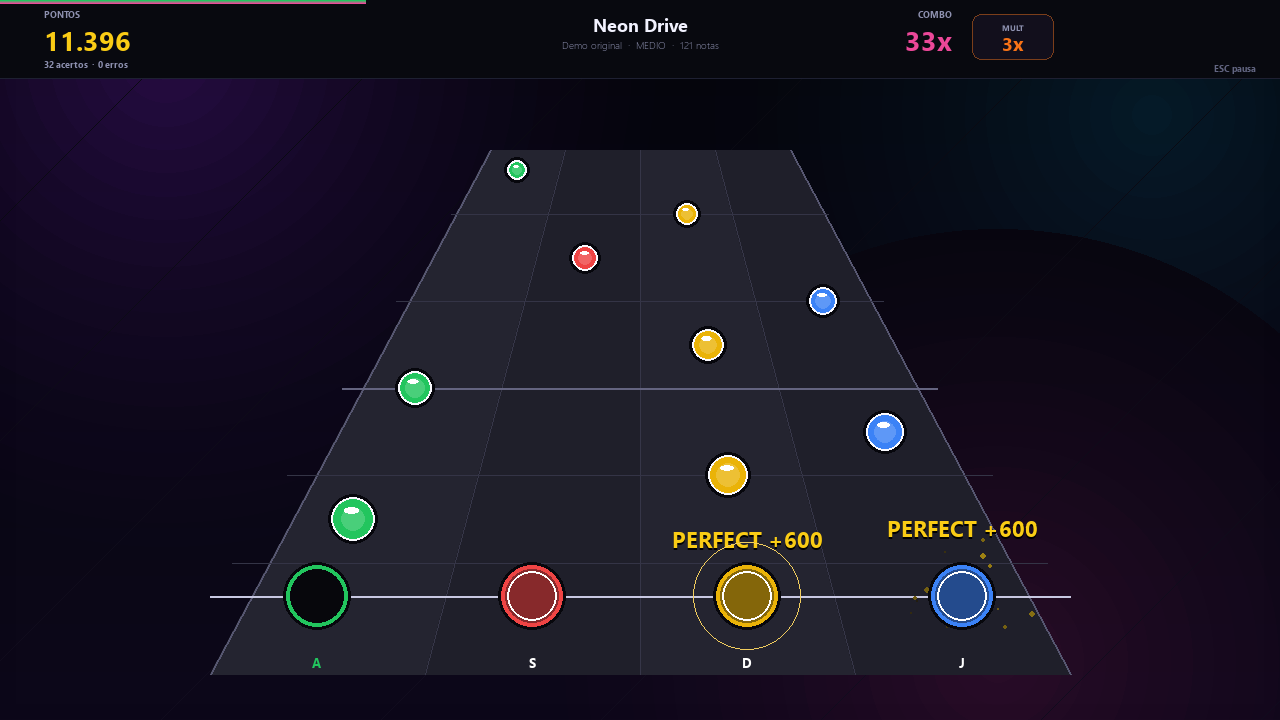 PONTOS
11.396
32 acertos · 0 erros
Neon Drive
Demo original · MEDIO · 121 notas
COMBO
33x
MULT
3x
ESC pausa
PERFECT +600
PERFECT +600
A
S
D
J